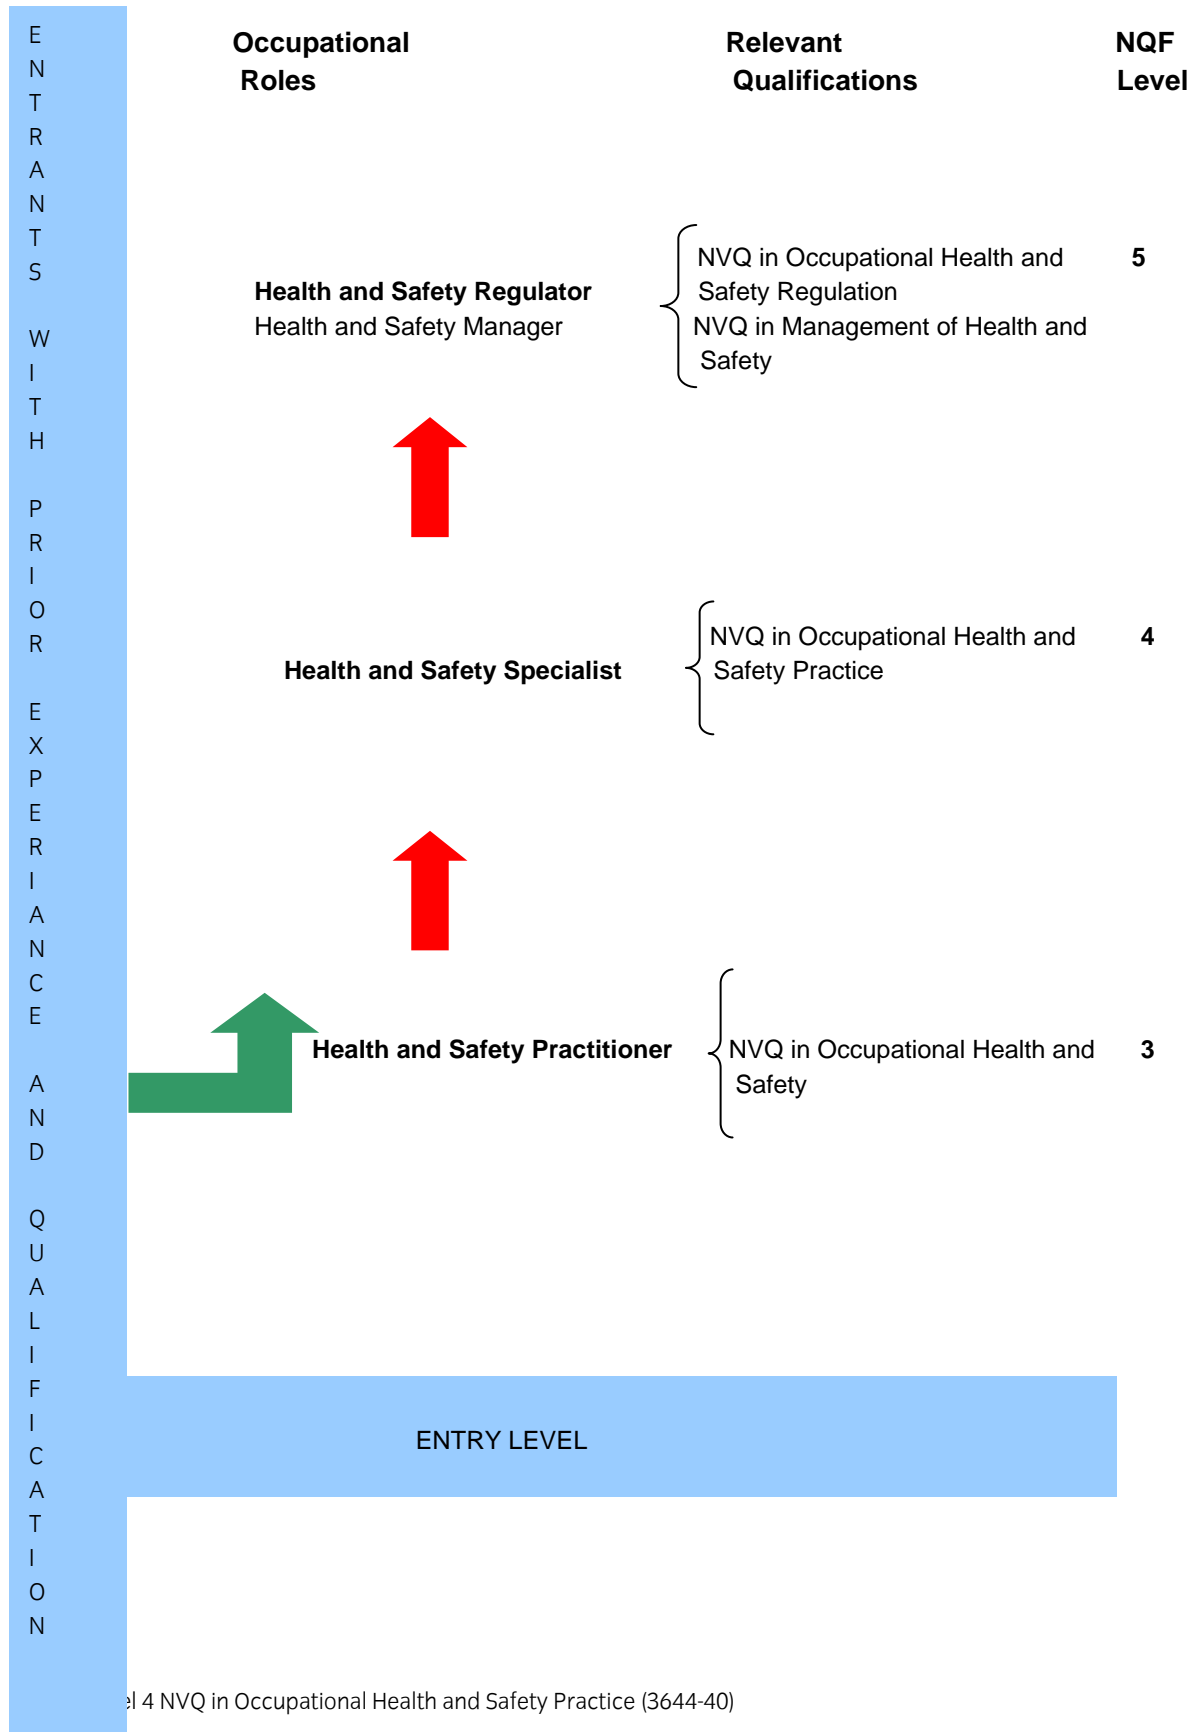 ENTRANTS WITH PRIOR EXPERIANCE AND QUALIFICATION
Occupational Relevant NQF
Roles Qualifications Level
NVQ in Occupational Health and 5
Health and Safety Regulator Safety Regulation
Health and Safety Manager NVQ in Management of Health and
Safety
NVQ in Occupational Health and 4
Health and Safety Specialist Safety Practice
Health and Safety Practitioner NVQ in Occupational Health and 3
Safety
ENTRY LEVEL
4 NVQ in Occupational Health and Safety Practice (3644-40)